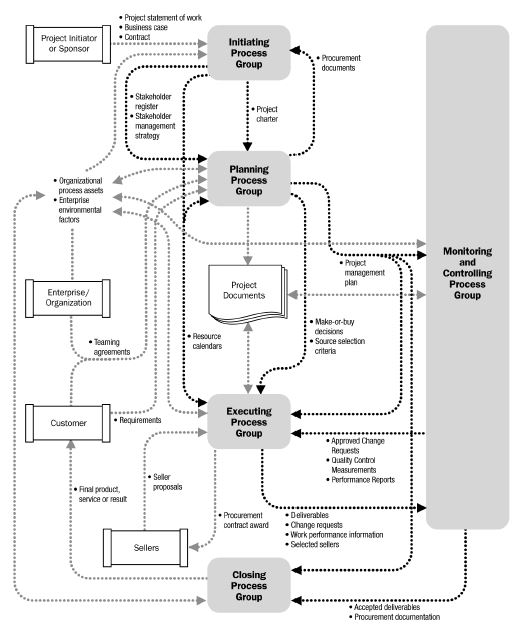 • Project statement of work
• Business case
• Contract
Project Initiator
or Sponsor
Initiating
Process
Group
• Procurement
documents
• Stakeholder
register
• Stakeholder
management
strategy
• Project
charter
Planning
Process
Group
• Organizational
process assets
• Enterprise
environmental
factors
Monitoring
and
Controlling
Process
Group
• Project
management
plan
Enterprise/
Organization
Project
Documents
• Make-or-buy
decisions
• Source selection
criteria
• Teaming
agreements
• Resource
calendars
Customer
• Requirements
Executing
Process
Group
• Approved Change
Requests
• Quality Control
Measurements
• Performance Reports
• Final product,
service or result
• Seller
proposals
• Procurement
contract award
• Deliverables
• Change requests
• Work performance information
• Selected sellers
Sellers
Closing
Process
Group
• Accepted deliverables
• Procurement documentation